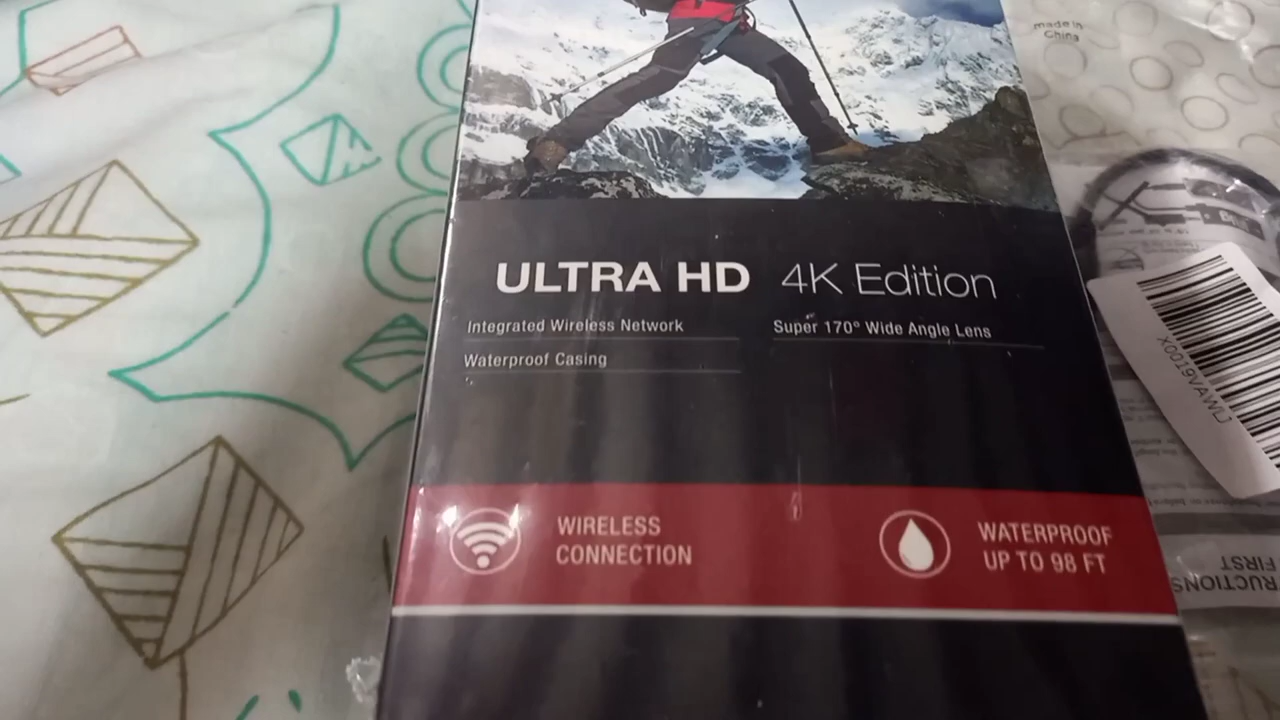 made in
China
ULTRA HD 4K Edition
Integrated Wireless Network
Super 170° Wide Angle Lens
Waterproof Casing
X0019VAWLJ
WIRELESS
CONNECTION
WATERPROOF
UP TO 98 FT
RUCTIONS
FIRST